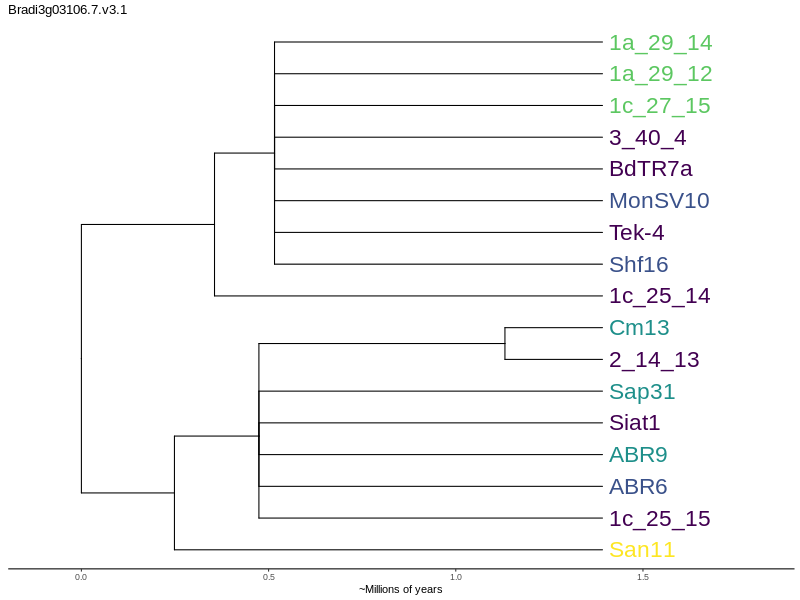 Bradi3g03106.7.v3.1
1a_29_14
1a_29_12
1c_27_15
3_40_4
BdTR7a
MonSV10
Tek-4
Shf16
1c_25_14
Cm13
2_14_13
Sap31
Siat1
ABR9
ABR6
1c_25_15
San11
0.0 0.5 1.0 1.5
~Millions of years